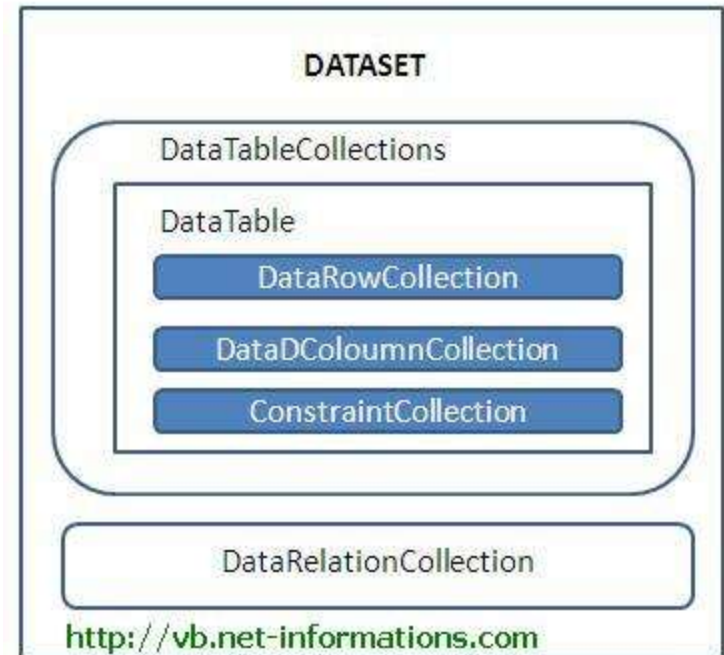 DATASET
DataTableCollections
DataTable
DataRowCollection
DataDColoumnCollection
ConstraintCollection
DataRelationCollection
http://vb.net-informations.com